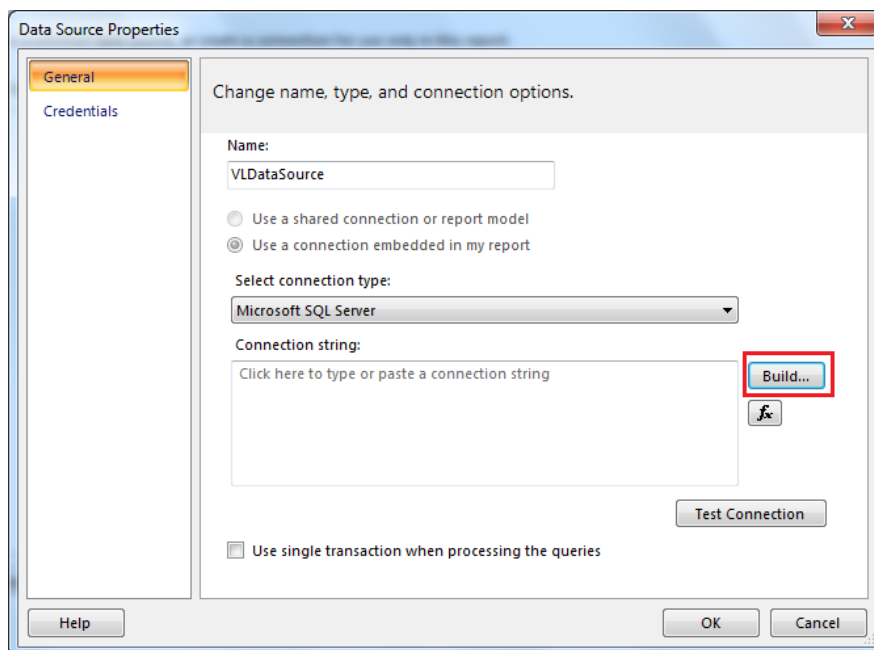 Data Source Properties
General
Credentials
Change name, type, and connection options.
Name:
VLDataSource
Use a shared connection or report model
Use a connection embedded in my report
Select connection type:
Microsoft SQL Server
Connection string:
Click here to type or paste a connection string
Build...
fx
Test Connection
Use single transaction when processing the queries
Help
OK
Cancel